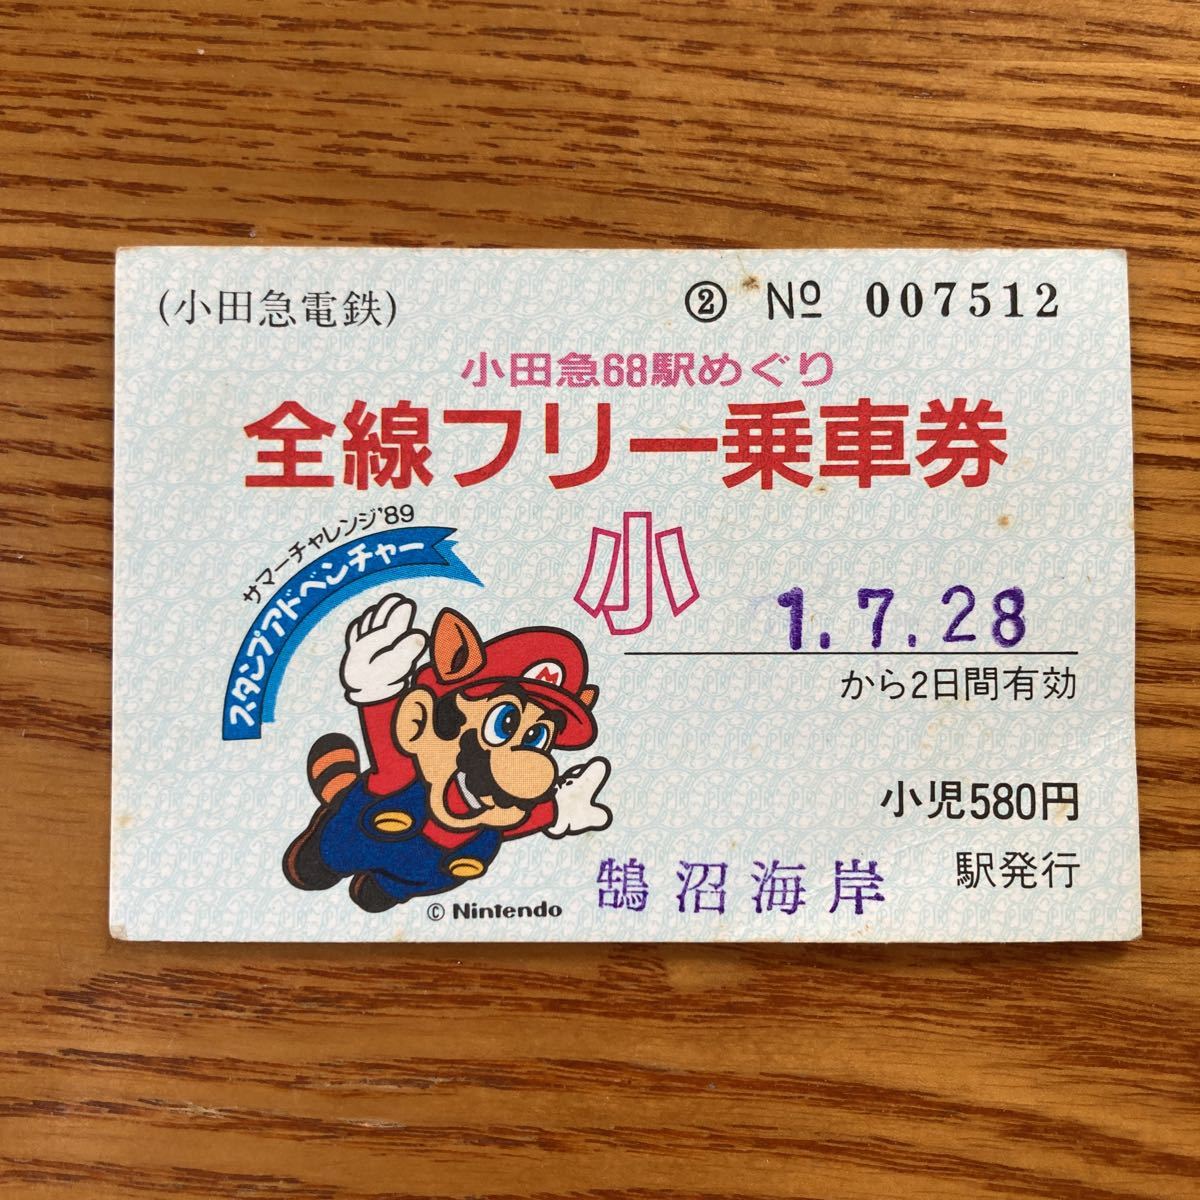 (小田急電鉄)
② No 007512
小田急68駅めぐり
全線フリー乗車券
サマーチャレンジ'89
スタンプアドベンチャー
小
1.7.28
から2日間有効
M
小児580円
鵠沼海岸 駅発行
© Nintendo